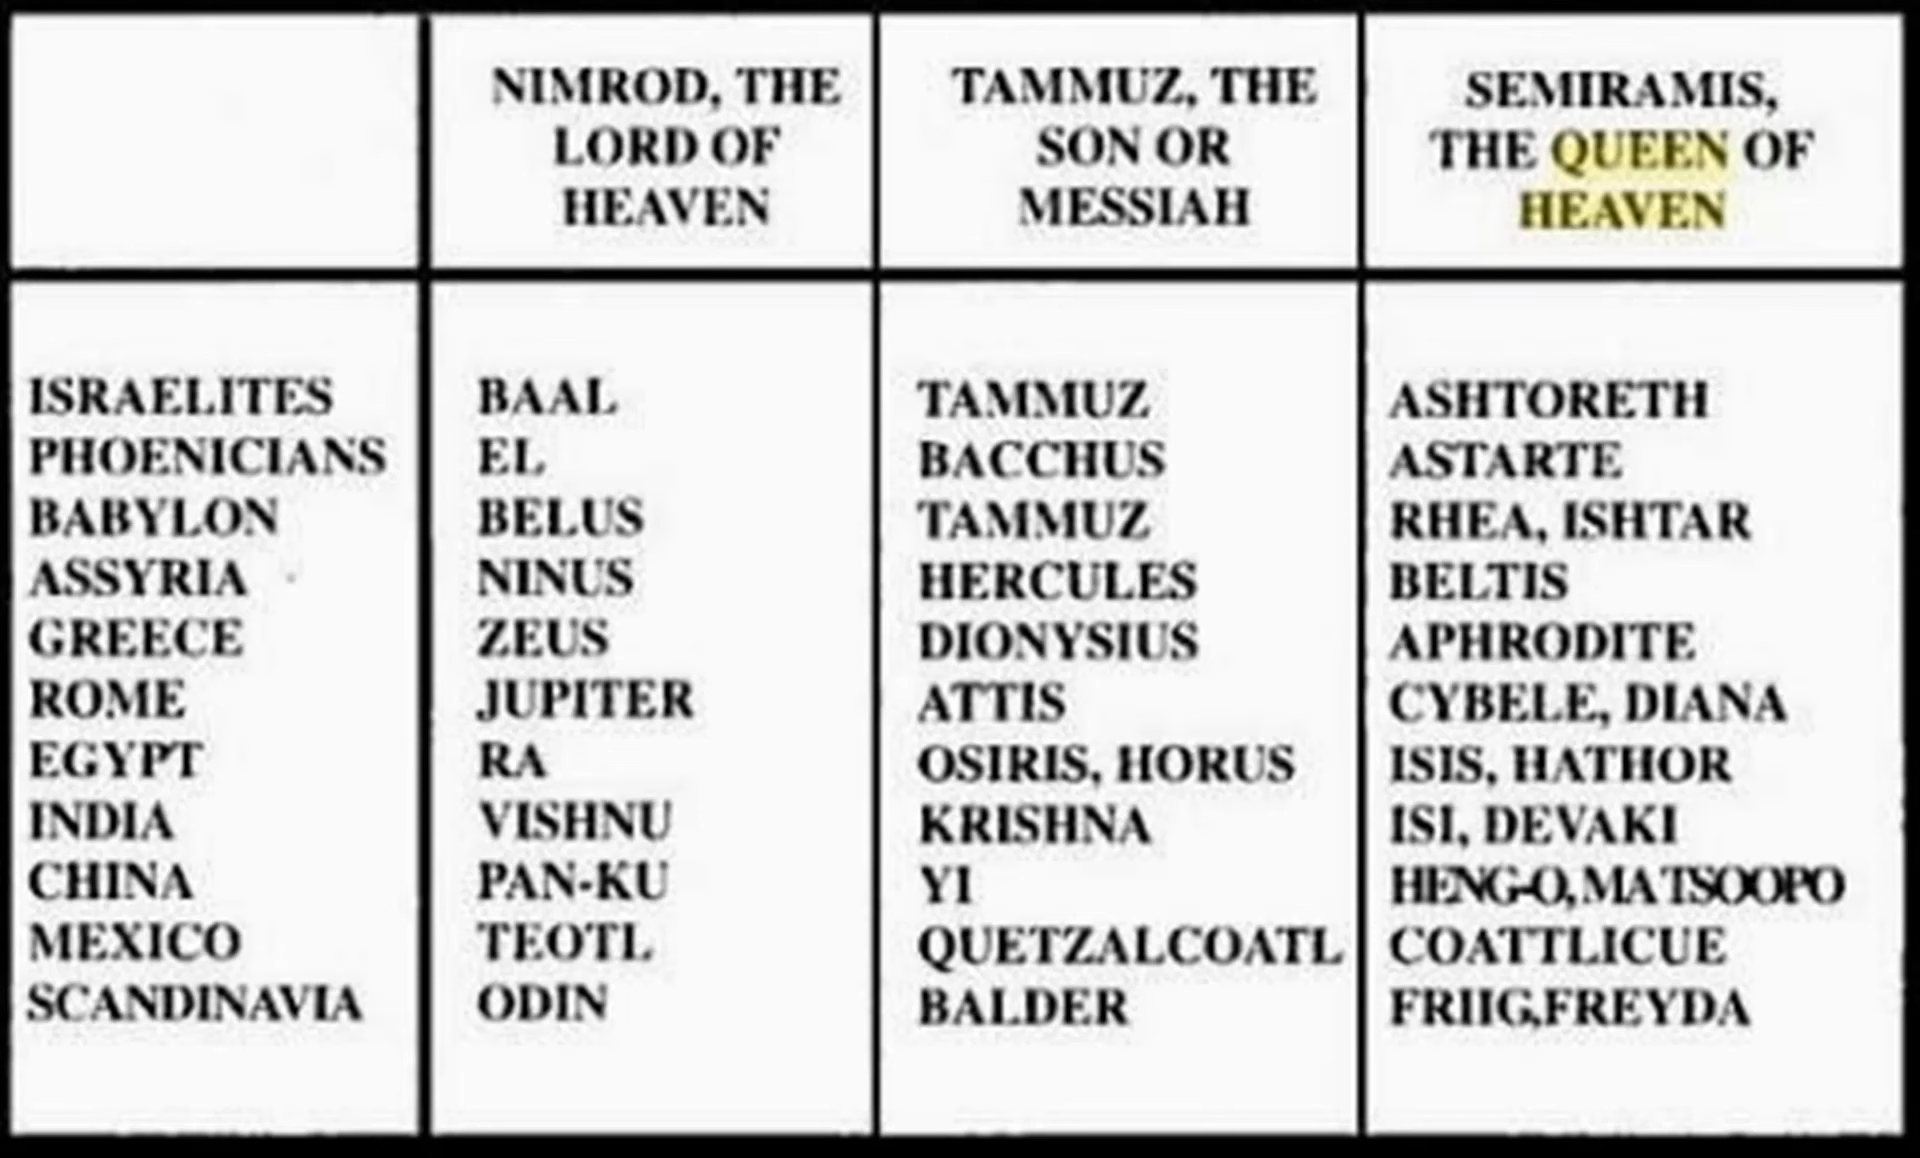 NIMROD, THE
LORD OF
HEAVEN
TAMMUZ, THE
SON OR
MESSIAH
SEMIRAMIS,
THE QUEEN OF
HEAVEN
ISRAELITES BAAL TAMMUZ ASHTORETH
PHOENICIANS EL BACCHUS ASTARTE
BABYLON BELUS TAMMUZ RHEA, ISHTAR
ASSYRIA NINUS HERCULES BELTIS
GREECE ZEUS DIONYSIUS APHRODITE
ROME JUPITER ATTIS CYBELE, DIANA
EGYPT RA OSIRIS, HORUS ISIS, HATHOR
INDIA VISHNU KRISHNA ISI, DEVAKI
CHINA PAN-KU YI HENG-O, MA TSOOPO
MEXICO TEOTL QUETZALCOATL COATTLICUE
SCANDINAVIA ODIN BALDER FRIIG,FREYDA